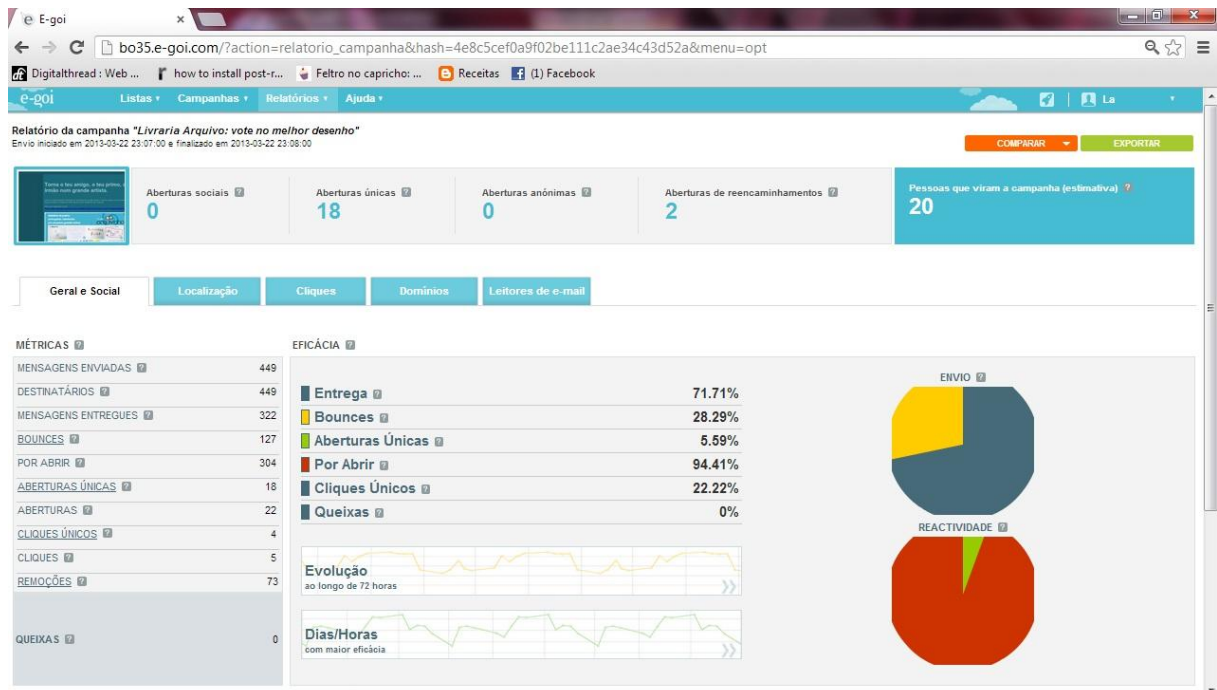 E-goi
bo35.e-goi.com/?action=relatorio_campanha&hash=4e8c5cef0a9f02be111c2ae34c43d52a&menu=opt
Digitalthread : Web ... how to install post-r... Feltro no capricho: ... Receitas (1) Facebook
e-goi Listas Campanhas Relatórios Ajuda La
Relatório da campanha "Livraria Arquivo: vote no melhor desenho"
Envio iniciado em 2013-03-22 23:07:00 e finalizado em 2013-03-22 23:08:00
COMPARAR EXPORTAR
Aberturas sociais ? Aberturas únicas ? Aberturas anónimas ? Aberturas de reencaminhamentos ? Pessoas que viram a campanha (estimativa) ?
0 18 0 2 20
Geral e Social Localização Cliques Domínios Leitores de e-mail
MÉTRICAS ?
MENSAGENS ENVIADAS ? 449
DESTINATÁRIOS ? 449
MENSAGENS ENTREGUES ? 322
BOUNCES ? 127
POR ABRIR ? 304
ABERTURAS ÚNICAS ? 18
ABERTURAS ? 22
CLIQUES ÚNICOS ? 4
CLIQUES ? 5
REMOÇÕES ? 73
QUEIXAS ? 0
EFICÁCIA ?
Entrega ? 71.71%
Bounces ? 28.29%
Aberturas Únicas ? 5.59%
Por Abrir ? 94.41%
Cliques Únicos ? 22.22%
Queixas ? 0%
Evolução
ao longo de 72 horas
Dias/Horas
com maior eficácia
ENVIO ?
REACTIVIDADE ?